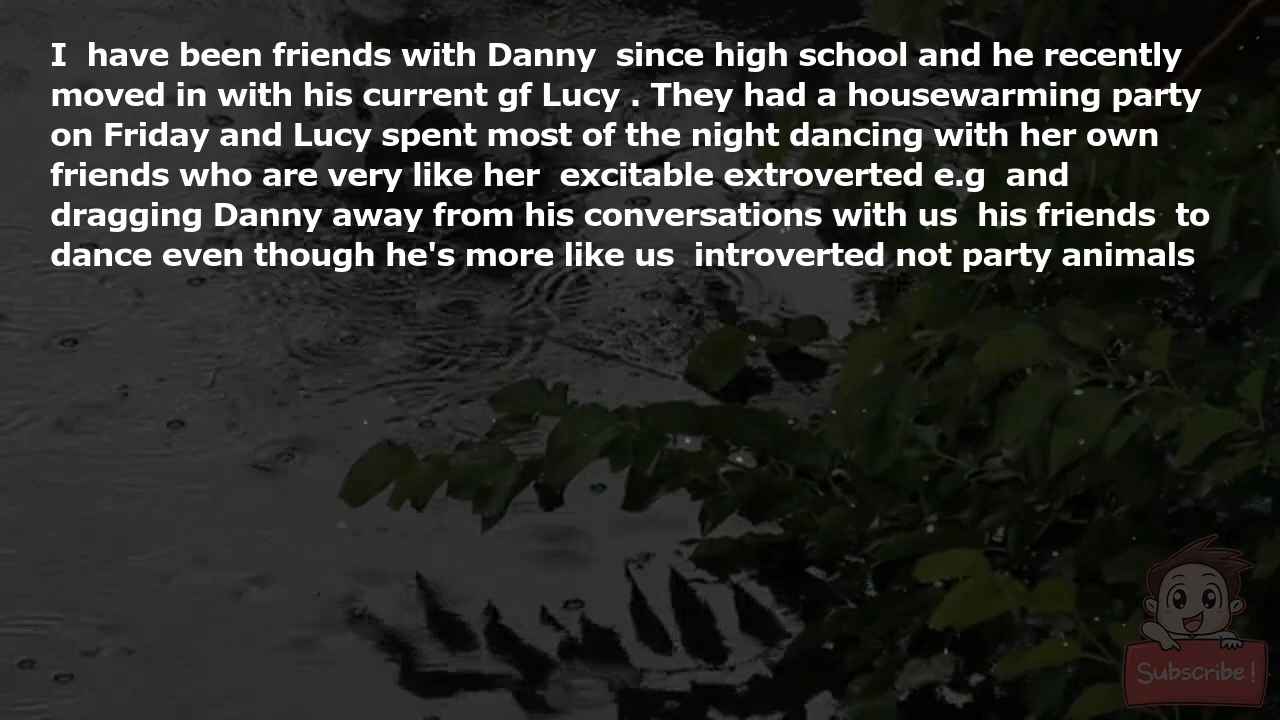 I  have been friends with Danny  since high school and he recently
moved in with his current gf Lucy . They had a housewarming party
on Friday and Lucy spent most of the night dancing with her own
friends who are very like her  excitable extroverted e.g  and
dragging Danny away from his conversations with us  his friends  to
dance even though he's more like us  introverted not party animals
Subscribe!